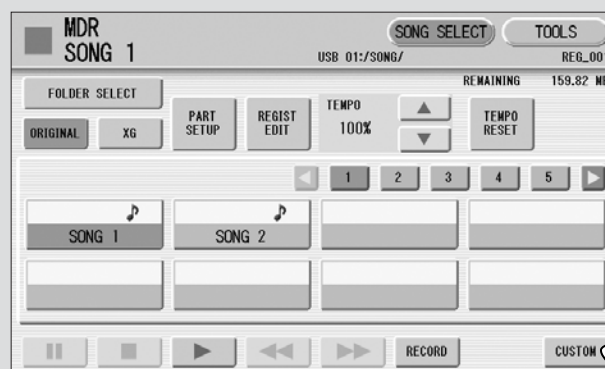 MDR
SONG 1
SONG SELECT
TOOLS
USB 01:/SONG/
REG_00
REMAINING 159.82 M
FOLDER SELECT
ORIGINAL
XG
PART
SETUP
REGIST
EDIT
TEMPO
100%
TEMPO
RESET
1 2 3 4 5
SONG 1
SONG 2
RECORD
CUSTOM